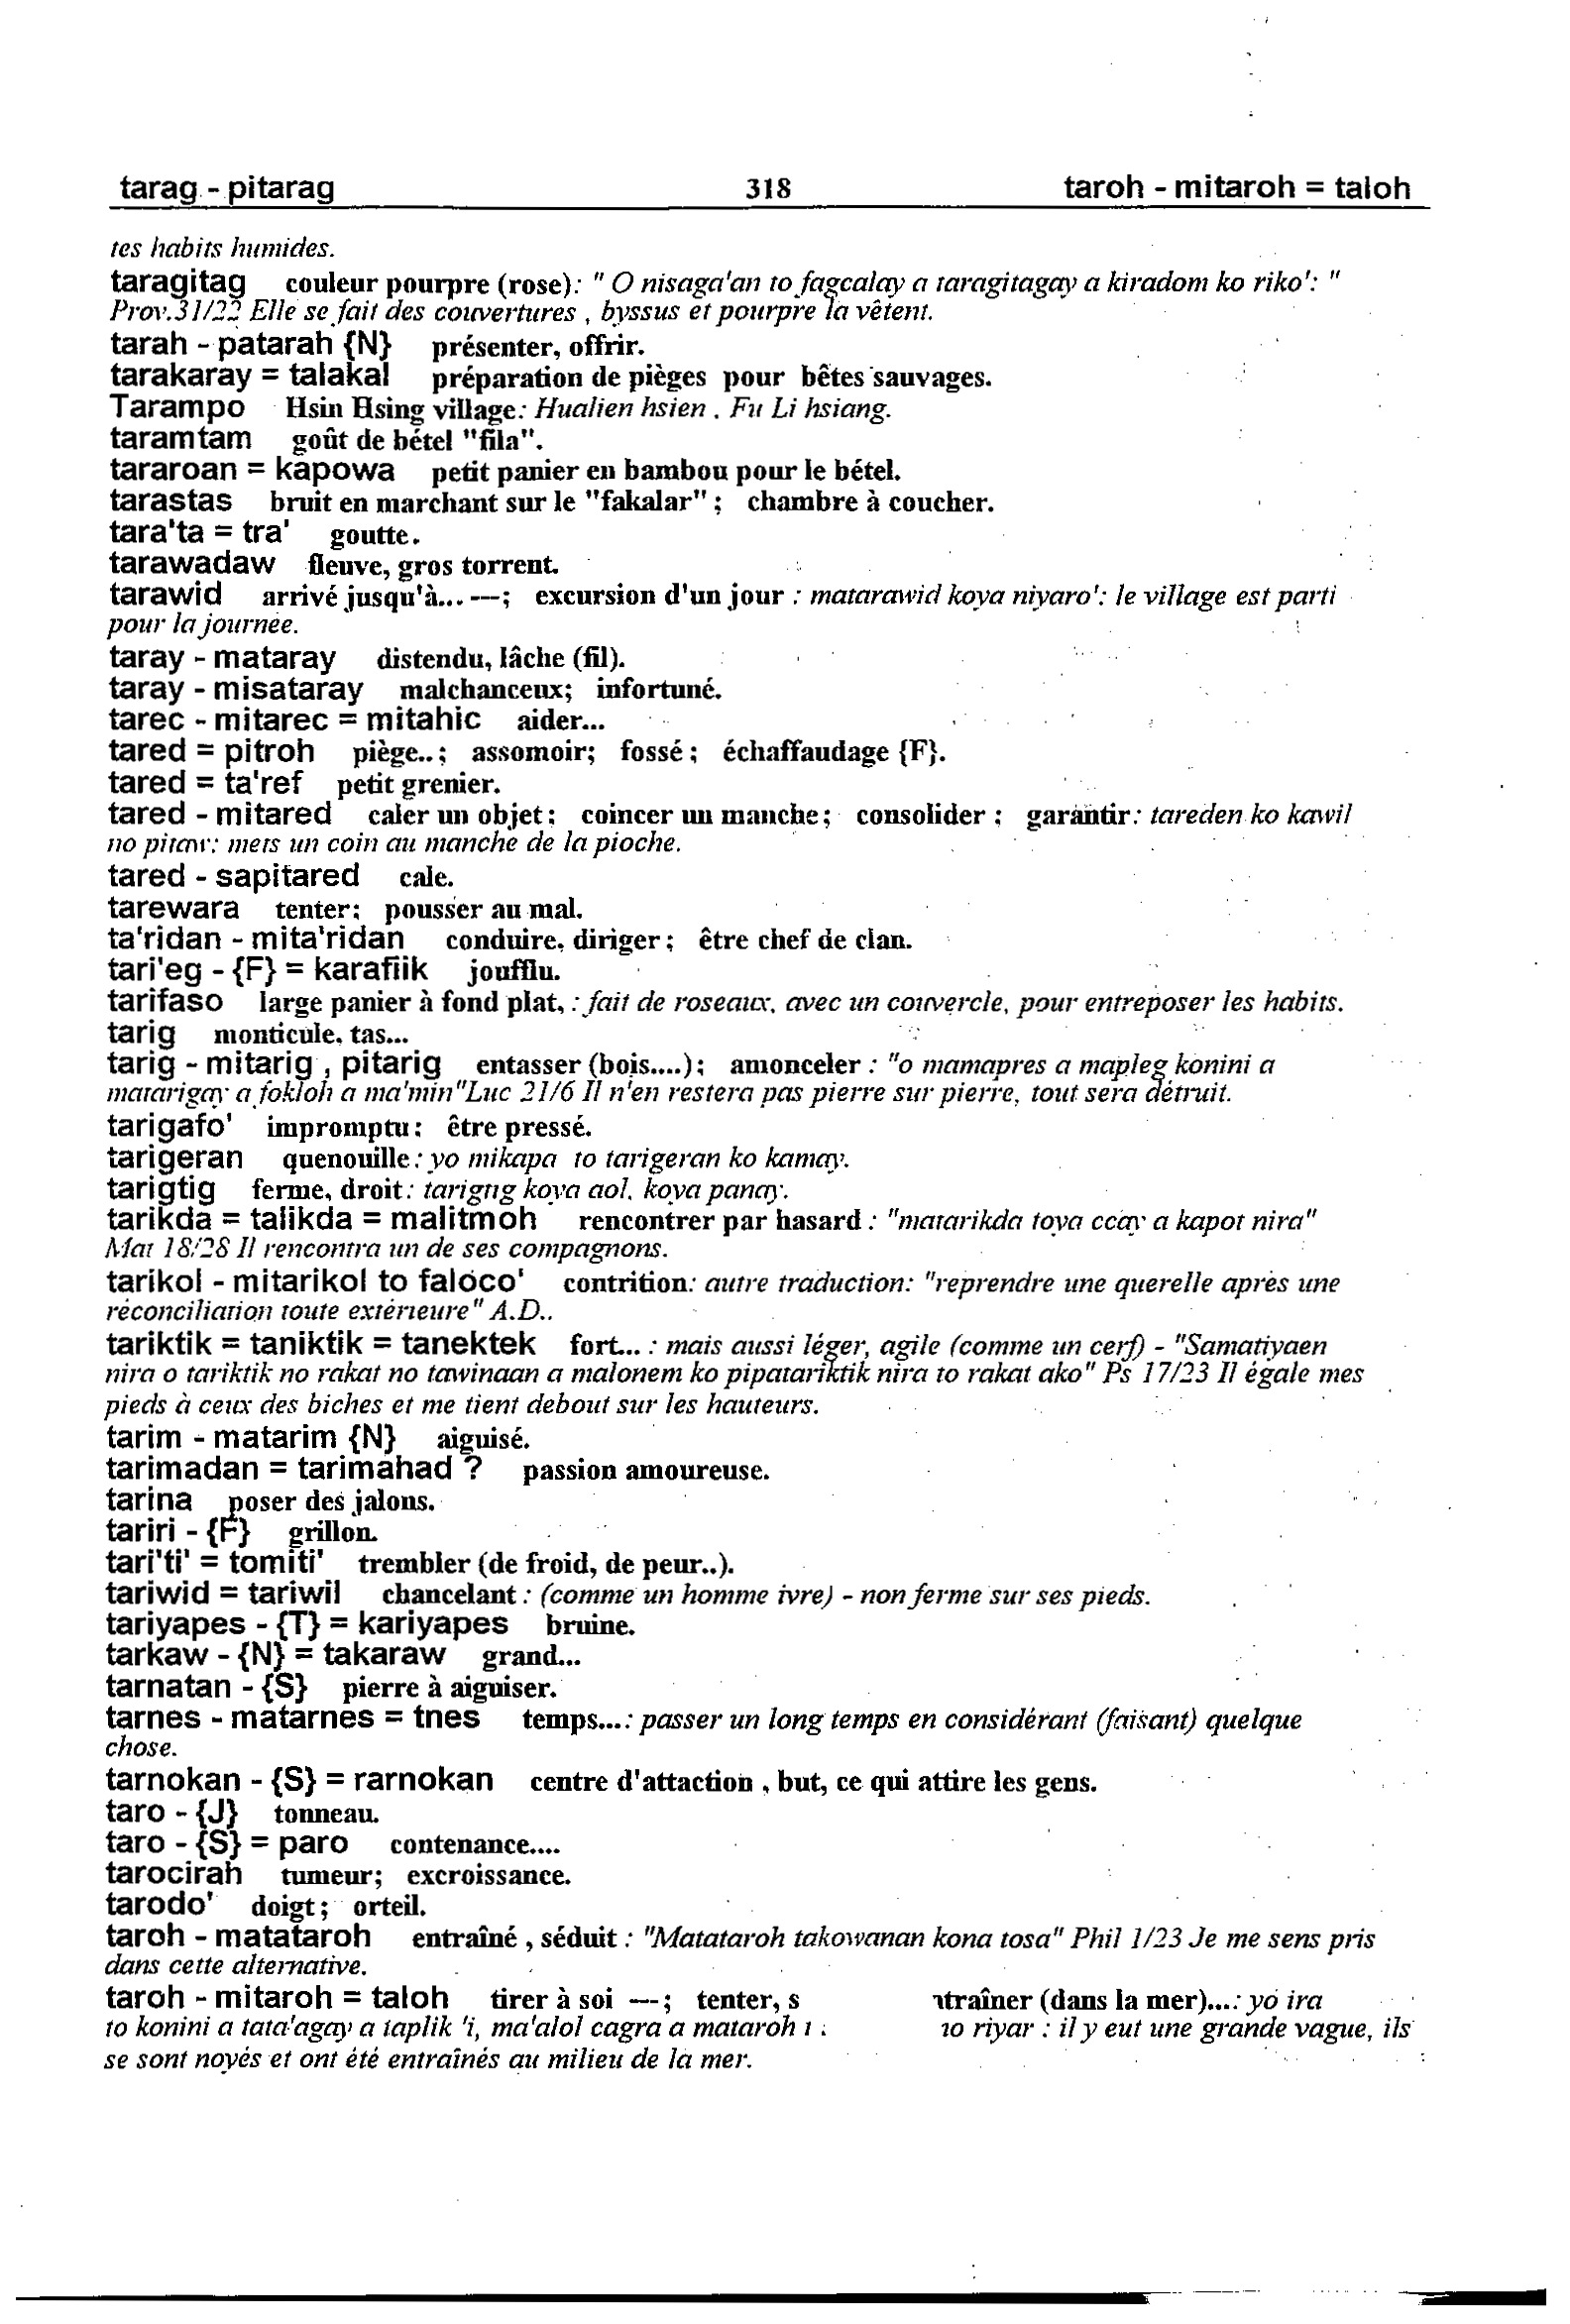 tarag - pitarag 318 taroh - mitaroh = taloh
tes habits humides.
taragitag couleur pourpre (rose): " O nisaga'an to fagcalay a taragitagay a kiradom ko riko': "
Prov.31/22 Elle se fait des couvertures , byssus et pourpre la vêtent.
tarah - patarah {N} présenter, offrir.
tarakaray = talakal préparation de pièges pour bêtes sauvages.
Tarampo Hsin Hsing village: Hualien hsien . Fu Li hsiang.
taramtam goût de bétel "fila".
tararoan = kapowa petit panier en bambou pour le bétel.
tarastas bruit en marchant sur le "fakalar" ; chambre à coucher.
tara'ta = tra' goutte.
tarawadaw fleuve, gros torrent.
tarawid arrivé jusqu'à... —; excursion d'un jour : matarawid koya niyaro': le village est parti
pour la journée.
taray - mataray distendu, lâche (fil).
taray - misataray malchanceux; infortuné.
tarec - mitarec = mitahic aider...
tared = pitroh piège..; assomoir; fossé ; échaffaudage {F}.
tared = ta'ref petit grenier.
tared - mitared caler un objet; coincer un manche; consolider ; garantir: tareden ko kawil
no pitaw: mets un coin au manche de la pioche.
tared - sapitared cale.
tarewara tenter; pousser au mal.
ta'ridan - mita'ridan conduire, diriger ; être chef de clan.
tari'eg - {F} = karafiik joufflu.
tarifaso large panier à fond plat, : fait de roseaux, avec un couvercle, pour entreposer les habits.
tarig monticule, tas...
tarig - mitarig , pitarig entasser (bois....); amonceler : "o mamapres a mapleg konini a
matarigay a fokloh a ma'min"Luc 21/6 Il n'en restera pas pierre sur pierre, tout sera détruit.
tarigafo' impromptu; être pressé.
tarigeran quenouille: yo mikapa to tarigeran ko kamay.
tarigtig ferme, droit: tarigtig koya aol, koya panay.
tarikda = talikda = malitmoh rencontrer par hasard : "matarikda toya ccay a kapot nira"
Mat 18/28 Il rencontra un de ses compagnons.
tarikol - mitarikol to faloco' contrition: autre traduction: "reprendre une querelle après une
réconciliation toute extérieure" A.D..
tariktik = taniktik = tanektek fort... : mais aussi léger, agile (comme un cerf) - "Samatiyaen
nira o tariktik no rakat no tawinaan a malonem ko pipatariktik nira to rakat ako" Ps 17/23 Il égale mes
pieds à ceux des biches et me tient debout sur les hauteurs.
tarim - matarim {N} aiguisé.
tarimadan = tarimahad ? passion amoureuse.
tarina poser des jalons.
tariri - {F} grillon.
tari'ti' = tomiti' trembler (de froid, de peur..).
tariwid = tariwil chancelant : (comme un homme ivre) - non ferme sur ses pieds.
tariyapes - {T} = kariyapes bruine.
tarkaw - {N} = takaraw grand...
tarnatan - {S} pierre à aiguiser.
tarnes - matarnes = tnes temps...: passer un long temps en considérant (faisant) quelque
chose.
tarnokan - {S} = rarnokan centre d'attaction , but, ce qui attire les gens.
taro - {J} tonneau.
taro - {S} = paro contenance....
tarocirah tumeur; excroissance.
tarodo' doigt ; orteil.
taroh - matataroh entraîné , séduit : "Matataroh takowanan kona tosa" Phil 1/23 Je me sens pris
dans cette alternative.
taroh - mitaroh = taloh tirer à soi —; tenter, s traîner (dans la mer)...: yo ira
to konini a tata'agay a taplik 'i, ma'alol cagra a mataroh riyar : il y eut une grande vague, ils
se sont noyés et ont été entraînés au milieu de la mer.